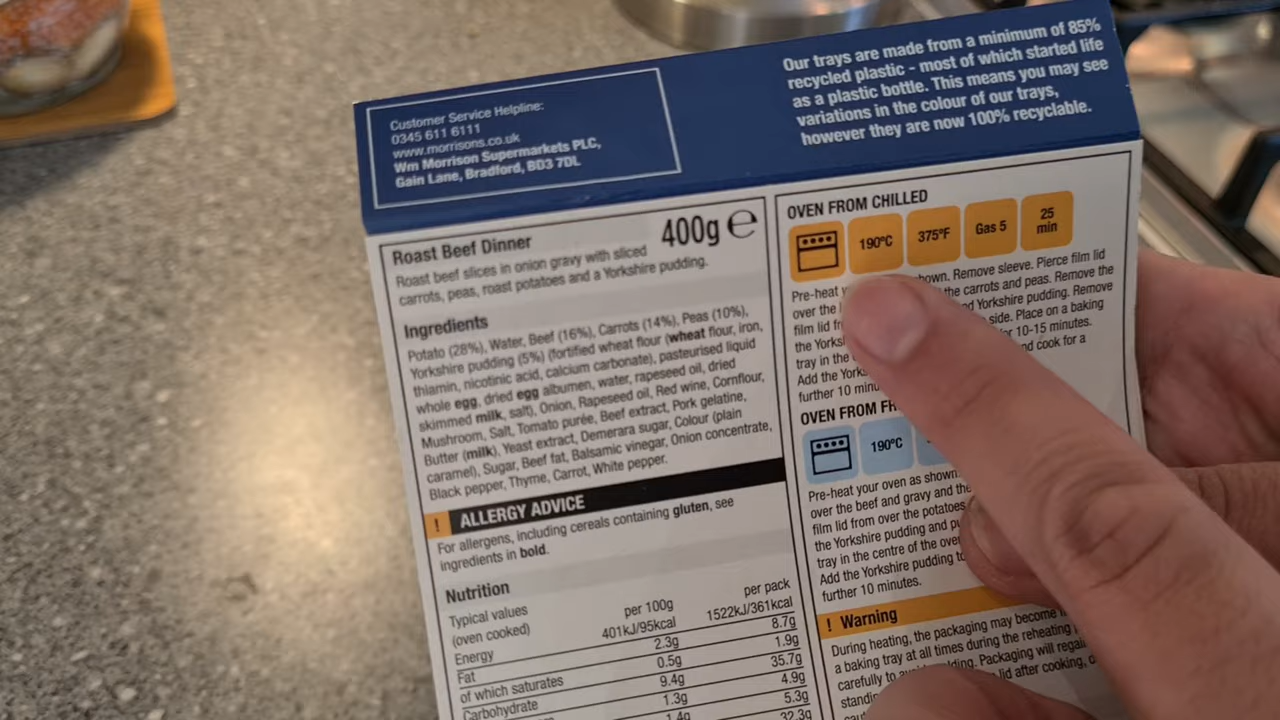 Customer Service Helpline:
0345 611 6111
www.morrisons.co.uk
Wm Morrison Supermarkets PLC,
Gain Lane, Bradford, BD3 7DL
Our trays are made from a minimum of 85%
recycled plastic - most of which started life
as a plastic bottle. This means you may see
variations in the colour of our trays,
however they are now 100% recyclable.
Roast Beef Dinner
400g e
Roast beef slices in onion gravy with sliced
carrots, peas, roast potatoes and a Yorkshire pudding.
Ingredients
Potato (28%), Water, Beef (16%), Carrots (14%), Peas (10%),
Yorkshire pudding (5%) (fortified wheat flour (wheat flour, iron,
thiamin, nicotinic acid, calcium carbonate), pasteurised liquid
whole egg, dried egg albumen, water, rapeseed oil, dried
skimmed milk, salt), Onion, Rapeseed oil, Red wine, Cornflour,
Mushroom, Salt, Tomato purée, Beef extract, Pork gelatine,
Butter (milk), Yeast extract, Demerara sugar, Colour (plain
caramel), Sugar, Beef fat, Balsamic vinegar, Onion concentrate,
Black pepper, Thyme, Carrot, White pepper.
! ALLERGY ADVICE
For allergens, including cereals containing gluten, see
ingredients in bold.
Nutrition
Typical values per 100g per pack
(oven cooked) 401kJ/95kcal 1522kJ/361kcal
Energy 2.3g 8.7g
Fat 0.5g 1.9g
of which saturates 9.4g 35.7g
Carbohydrate 1.3g 4.9g
1.4g 5.3g
32.3g
OVEN FROM CHILLED
190ºC 375ºF Gas 5 25 min
Pre-heat hown. Remove sleeve. Pierce film lid
over the the carrots and peas. Remove the
film lid Yorkshire pudding. Remove
the side. Place on a baking
tray in the 10-15 minutes.
Add the and cook for a
further 10
OVEN FROM
190ºC
Pre-heat your oven as shown.
over the beef and gravy and the
film lid from over the potatoes
the Yorkshire pudding and
tray in the centre of the
Add the Yorkshire pudding
further 10 minutes.
! Warning
During heating, the packaging may become
a baking tray at all times during the reheating
carefully to Packaging will
lid after cooking,